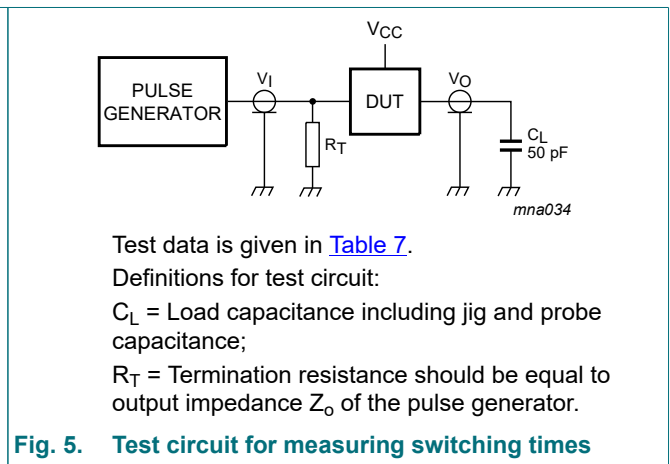 VCC
PULSE
GENERATOR
VI
RT
DUT
VO
CL
50 pF
mna034
Test data is given in Table 7.
Definitions for test circuit:
CL = Load capacitance including jig and probe
capacitance;
RT = Termination resistance should be equal to
output impedance Zo of the pulse generator.
Fig. 5. Test circuit for measuring switching times